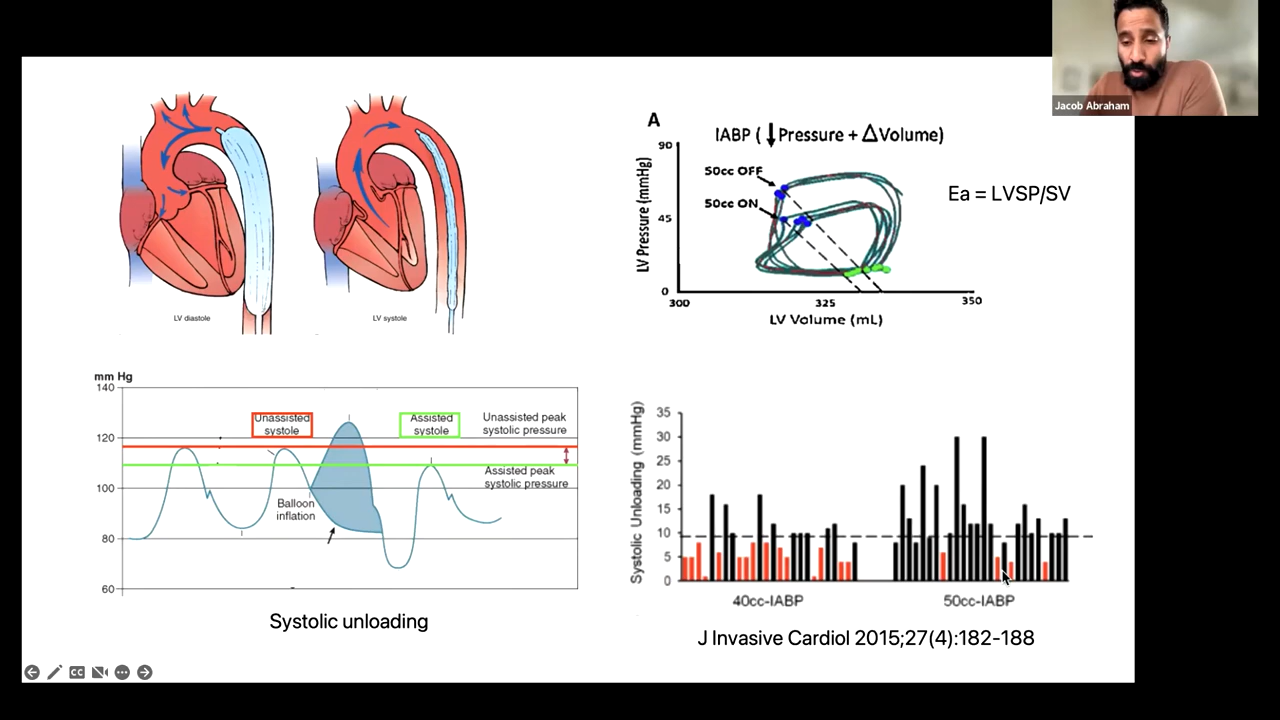 Jacob Abraham
LV diastole
LV systole
A
IABP (↓Pressure + ΔVolume)
90
45
0
LV Pressure (mmHg)
50cc OFF
50cc ON
300
325
350
LV Volume (mL)
Ea = LVSP/SV
mm Hg
140
120
100
80
60
Unassisted
systole
Assisted
systole
Unassisted peak
systolic pressure
Assisted peak
systolic pressure
Balloon
inflation
Systolic unloading
Systolic Unloading (mmHg)
35
30
25
20
15
10
5
0
40cc-IABP
50cc-IABP
J Invasive Cardiol 2015;27(4):182-188
CC